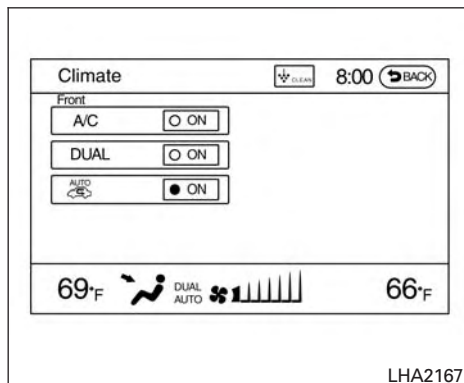 Climate CLEAN 8:00 BACK
Front
A/C ON
DUAL ON
AUTO ON
69°F DUAL AUTO 66°F
LHA2167